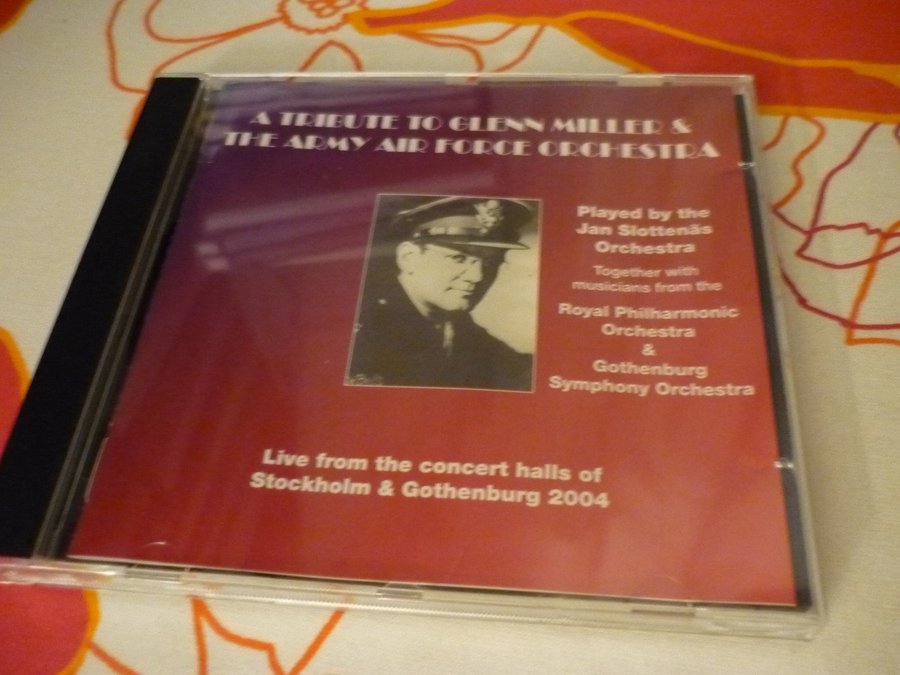 A TRIBUTE TO GLENN MILLER &
THE ARMY AIR FORCE ORCHESTRA
Played by the
Jan Slottenäs
Orchestra
Together with
musicians from the
Royal Philharmonic
Orchestra
&
Gothenburg
Symphony Orchestra
Live from the concert halls of
Stockholm & Gothenburg 2004